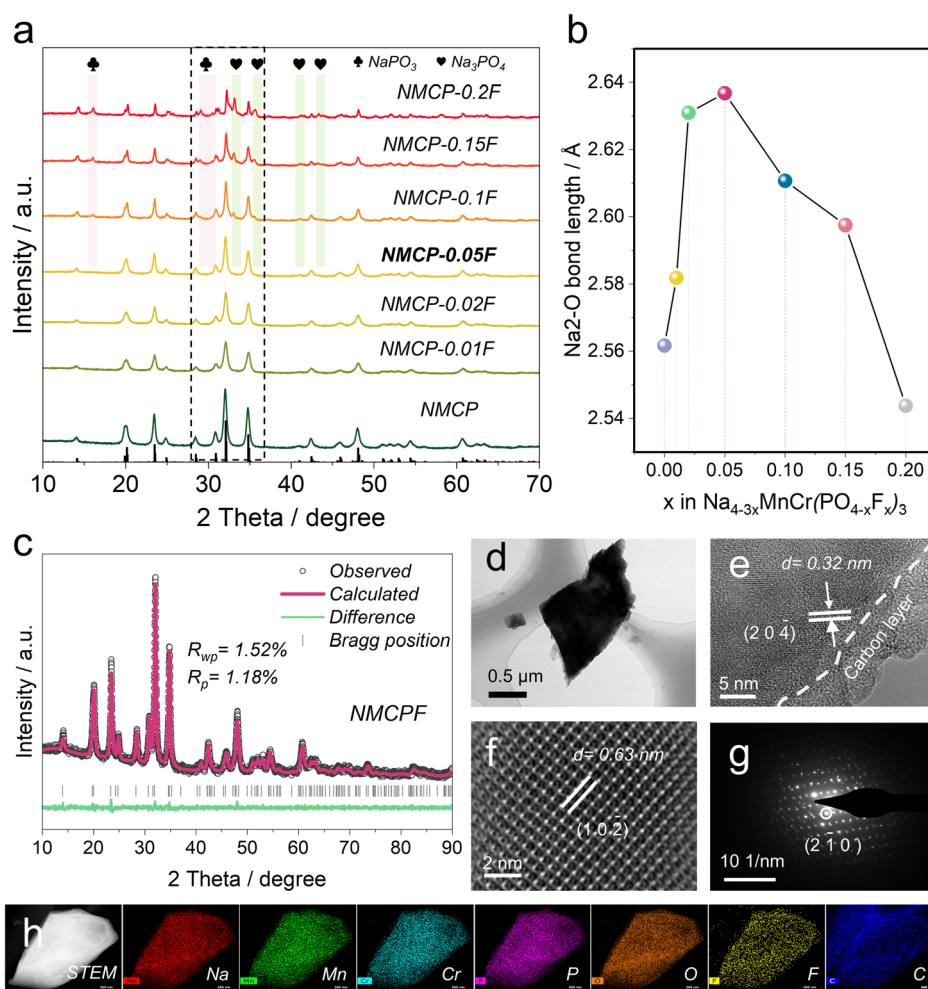 a
♣ ♣ ♥ ♥ ♥ ♥ ♣ NaPO₃ ♥ Na₃PO₄
NMCP-0.2F
NMCP-0.15F
NMCP-0.1F
NMCP-0.05F
NMCP-0.02F
NMCP-0.01F
NMCP
Intensity / a.u.
10 20 30 40 50 60 70
2 Theta / degree
b
Na2-O bond length / Å
2.64
2.62
2.60
2.58
2.56
2.54
0.00 0.05 0.10 0.15 0.20
x in Na₄₋₃ₓMnCr(PO₄₋ₓFₓ)₃
c
Observed
Calculated
Difference
Bragg position
R_wp = 1.52%
R_p = 1.18%
NMCPF
Intensity / a.u.
10 20 30 40 50 60 70 80 90
2 Theta / degree
d
0.5 μm
e
d= 0.32 nm
(2 0 4̄)
Carbon layer
5 nm
f
d= 0.63 nm
(1 0 2̄)
2 nm
g
(2 1̄ 0)
10 1/nm
h
STEM
Na
Mn
Cr
P
O
F
C